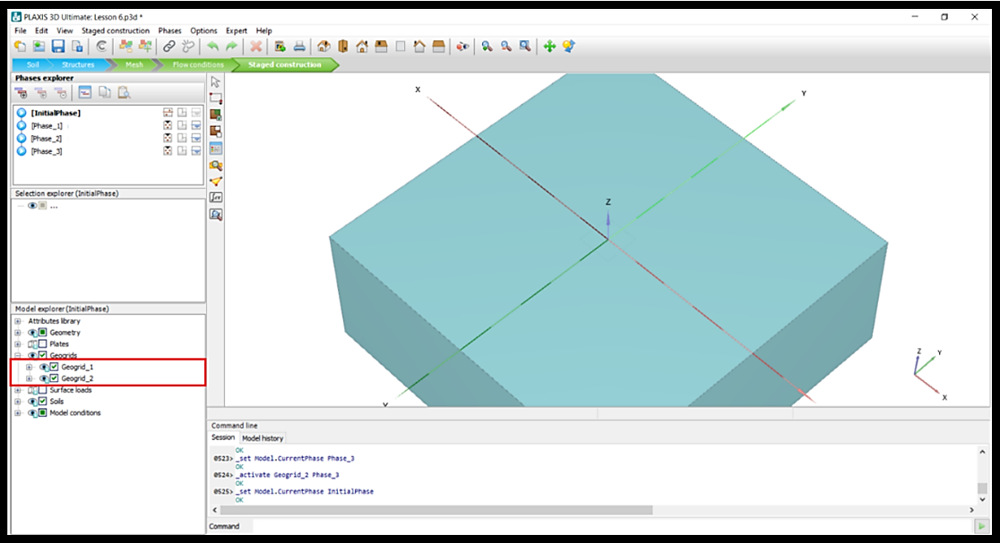 PLAXIS 3D Ultimate: Lesson 6.p3d *
File Edit View Staged construction Phases Options Expert Help
Soil Structures Mesh Flow conditions Staged construction
Phases explorer
[InitialPhase]
[Phase_1]
[Phase_2]
[Phase_3]
Selection explorer (InitialPhase)
...
Model explorer (InitialPhase)
Attributes library
Geometry
Plates
Geogrids
Geogrid_1
Geogrid_2
Surface loads
Soils
Model conditions
X
Y
Z
Z
Y
X
Command line
Session Model history
OK
0523> _set Model.CurrentPhase Phase_3
OK
0524> _activate Geogrid_2 Phase_3
OK
0525> _set Model.CurrentPhase InitialPhase
OK
Command